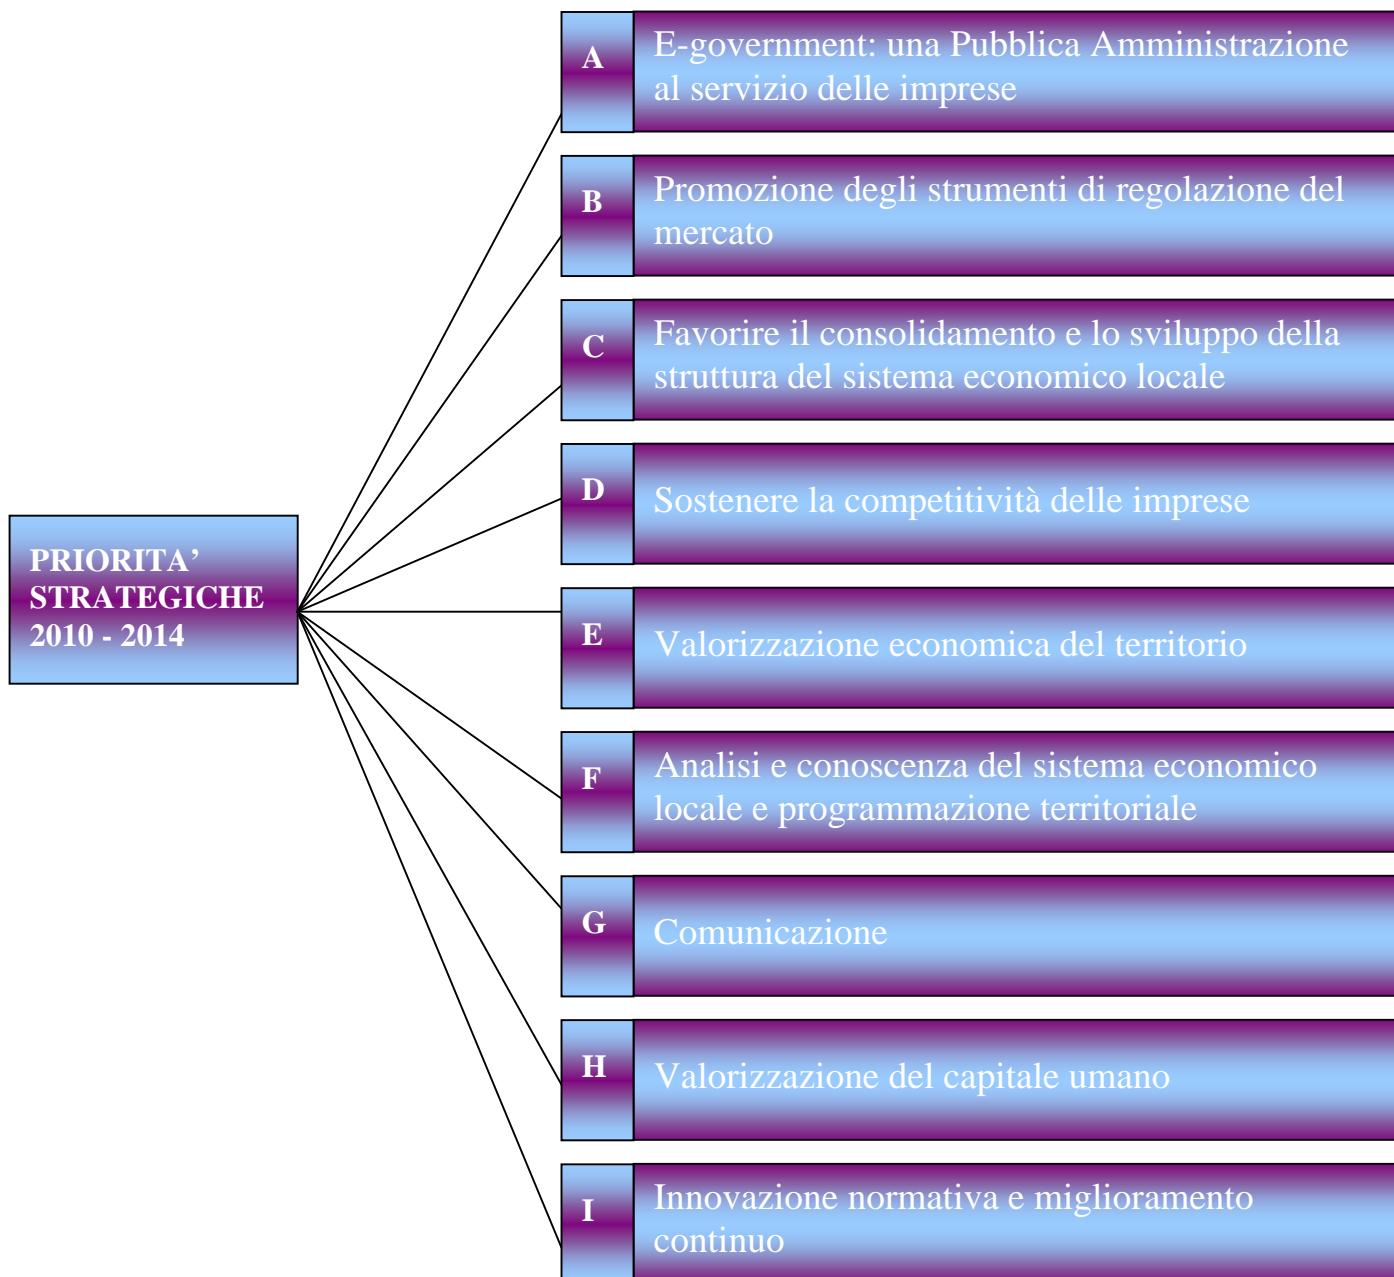 PRIORITA’
STRATEGICHE
2010 - 2014
A
E-government: una Pubblica Amministrazione
al servizio delle imprese
B
Promozione degli strumenti di regolazione del
mercato
C
Favorire il consolidamento e lo sviluppo della
struttura del sistema economico locale
D
Sostenere la competitività delle imprese
E
Valorizzazione economica del territorio
F
Analisi e conoscenza del sistema economico
locale e programmazione territoriale
G
Comunicazione
H
Valorizzazione del capitale umano
I
Innovazione normativa e miglioramento
continuo